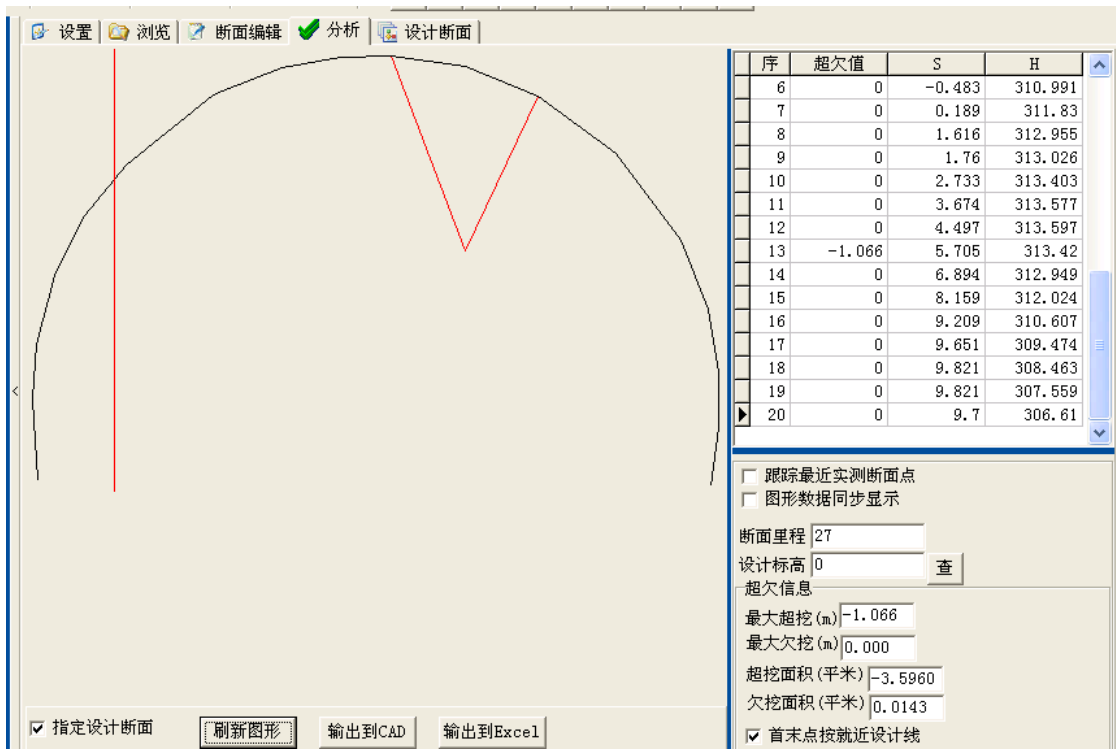 设置 浏览 断面编辑 分析 设计断面
序 超欠值 S H
6 0 -0.483 310.991
7 0 0.189 311.83
8 0 1.616 312.955
9 0 1.76 313.026
10 0 2.733 313.403
11 0 3.674 313.577
12 0 4.497 313.597
13 -1.066 5.705 313.42
14 0 6.894 312.949
15 0 8.159 312.024
16 0 9.209 310.607
17 0 9.651 309.474
18 0 9.821 308.463
19 0 9.821 307.559
20 0 9.7 306.61
<
跟踪最近实测断面点
图形数据同步显示
断面里程 27
设计标高 0 查
超欠信息
最大超挖(m) -1.066
最大欠挖(m) 0.000
超挖面积(平米) -3.5960
欠挖面积(平米) 0.0143
首末点按就近设计线
指定设计断面 刷新图形 输出到CAD 输出到Excel